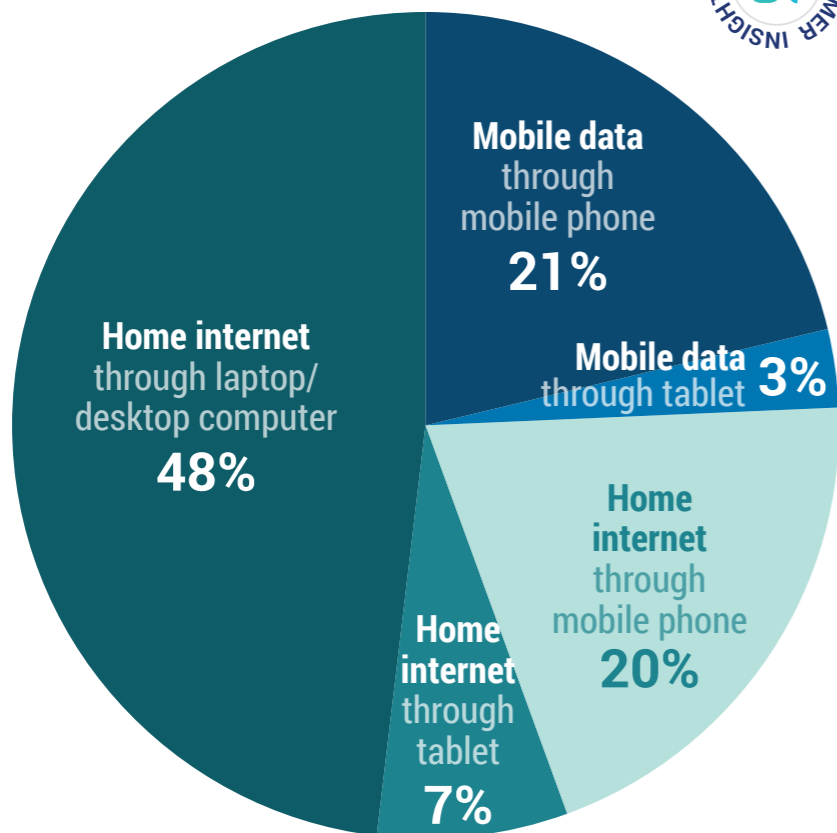 INSIGHT
Mobile data
through
mobile phone
21%
Mobile data
through tablet
3%
Home internet
through laptop/
desktop computer
48%
Home
internet
through
mobile phone
20%
Home
internet
through
tablet
7%